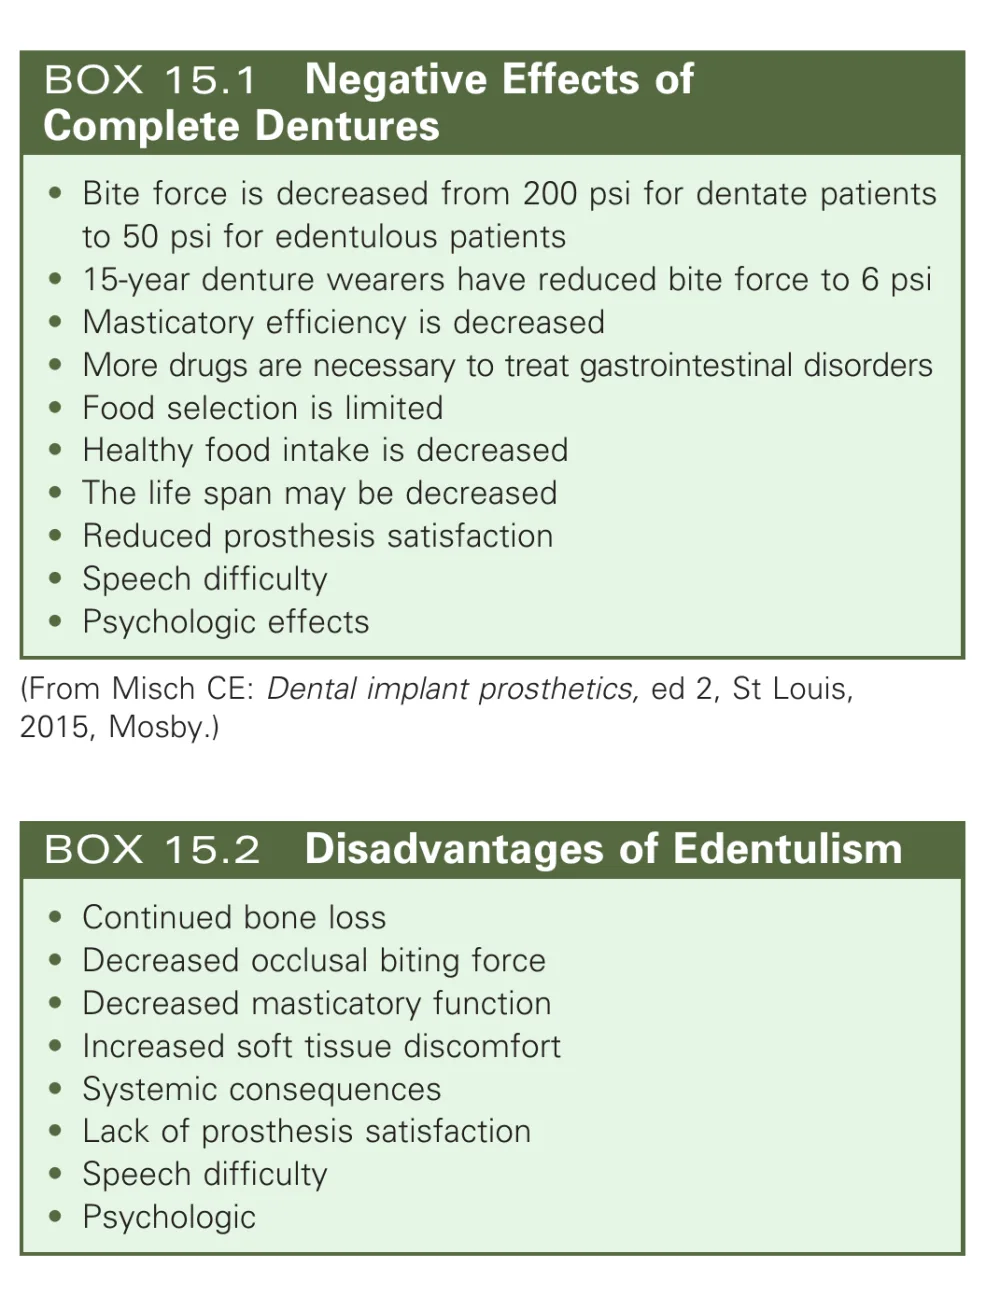 BOX 15.1 Negative Effects of
Complete Dentures
• Bite force is decreased from 200 psi for dentate patients
to 50 psi for edentulous patients
• 15-year denture wearers have reduced bite force to 6 psi
• Masticatory efficiency is decreased
• More drugs are necessary to treat gastrointestinal disorders
• Food selection is limited
• Healthy food intake is decreased
• The life span may be decreased
• Reduced prosthesis satisfaction
• Speech difficulty
• Psychologic effects
(From Misch CE: Dental implant prosthetics, ed 2, St Louis,
2015, Mosby.)
BOX 15.2 Disadvantages of Edentulism
• Continued bone loss
• Decreased occlusal biting force
• Decreased masticatory function
• Increased soft tissue discomfort
• Systemic consequences
• Lack of prosthesis satisfaction
• Speech difficulty
• Psychologic